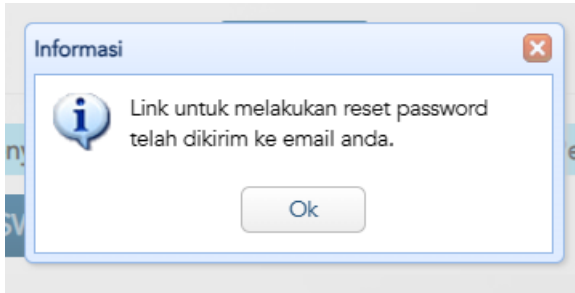 Informasi
Link untuk melakukan reset password
telah dikirim ke email anda.
Ok